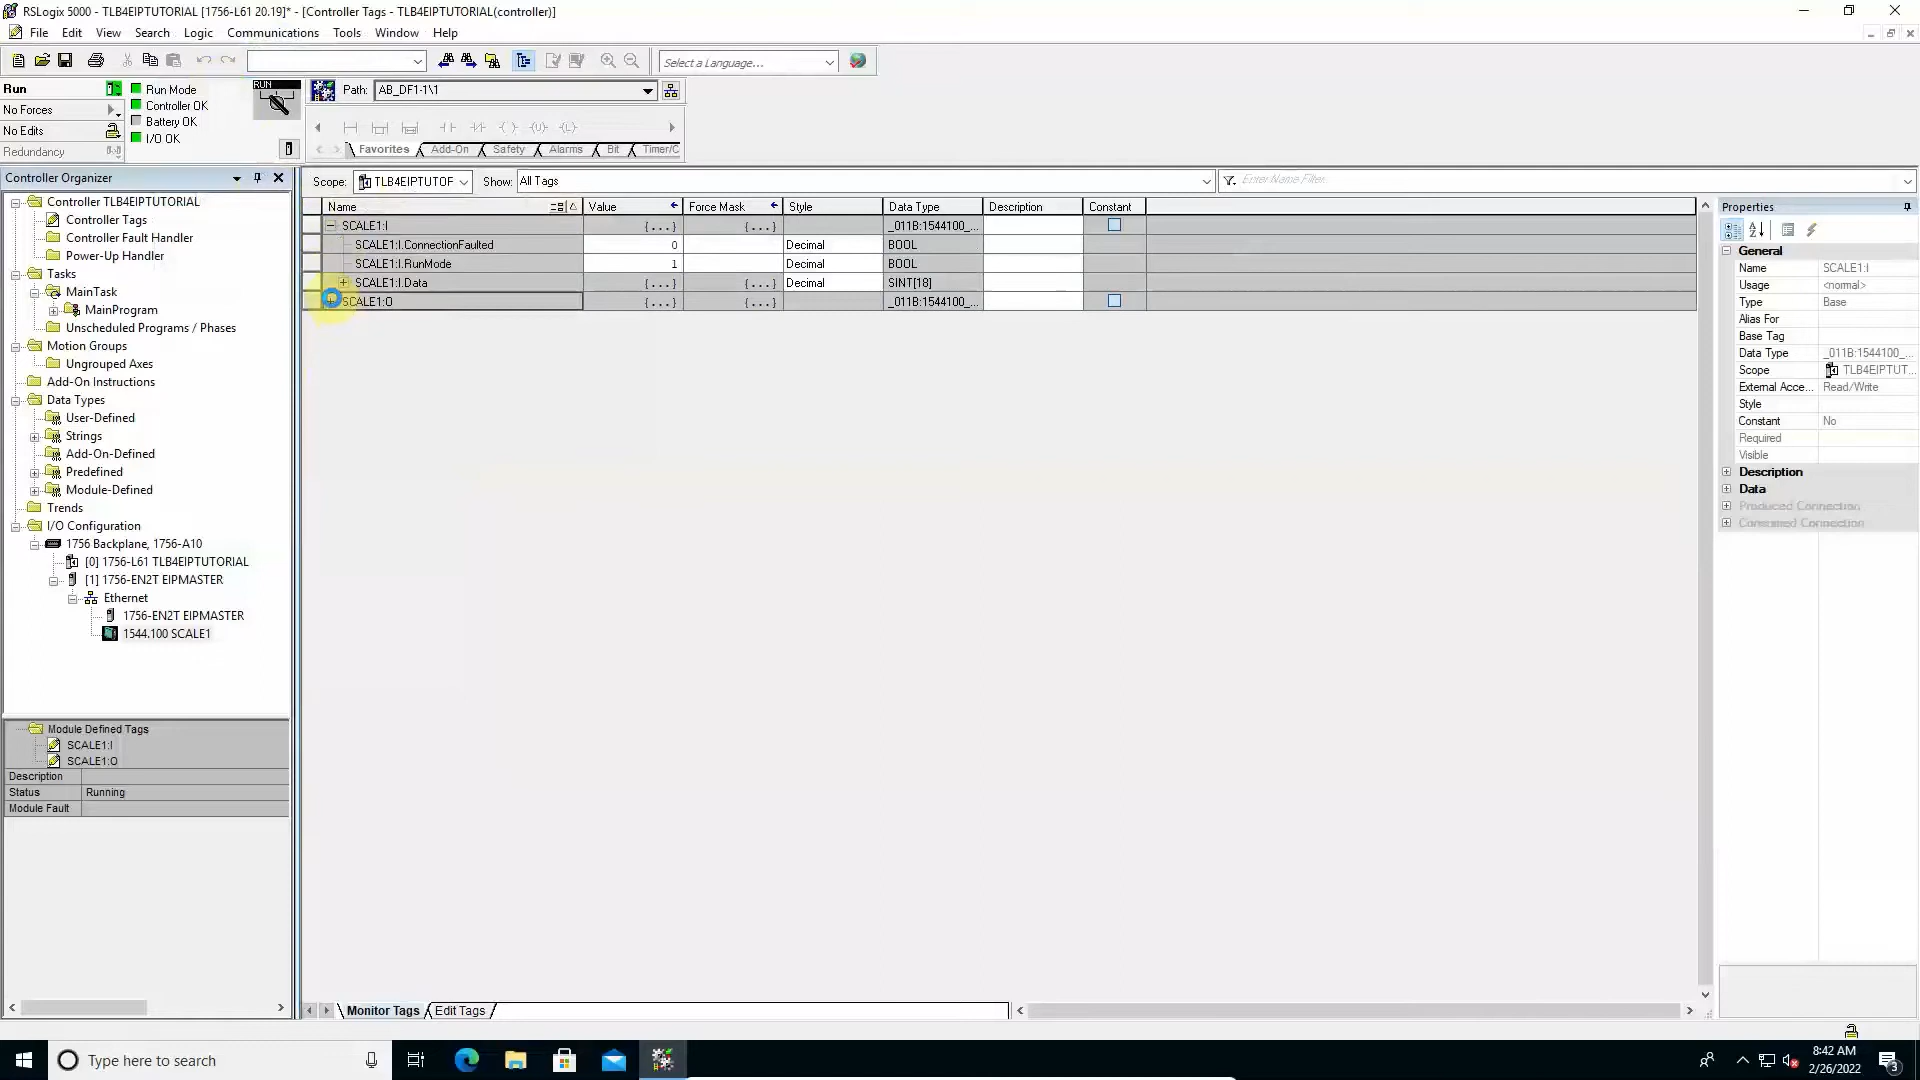 RSLogix 5000 - TLB4EIPTUTORIAL [1756-L61 20.19]* - [Controller Tags - TLB4EIPTUTORIAL(controller)]
File Edit View Search Logic Communications Tools Window Help
Select a Language...
Run
No Forces
No Edits
Redundancy
Run Mode
Controller OK
Battery OK
I/O OK
RUN
Path: AB_DF1-1\1
Favorites Add-On Safety Alarms Bit Timer/C
Controller Organizer
Controller TLB4EIPTUTORIAL
Controller Tags
Controller Fault Handler
Power-Up Handler
Tasks
MainTask
MainProgram
Unscheduled Programs / Phases
Motion Groups
Ungrouped Axes
Add-On Instructions
Data Types
User-Defined
Strings
Add-On-Defined
Predefined
Module-Defined
Trends
I/O Configuration
1756 Backplane, 1756-A10
[0] 1756-L61 TLB4EIPTUTORIAL
[1] 1756-EN2T EIPMASTER
Ethernet
1756-EN2T EIPMASTER
1544.100 SCALE1
Module Defined Tags
SCALE1:I
SCALE1:O
Description
Status Running
Module Fault
Scope: TLB4EIPTUTOF Show: All Tags Enter Name Filter...
Name Value Force Mask Style Data Type Description Constant
SCALE1:I {...} {...} _011B:1544100_...
SCALE1:I.ConnectionFaulted 0 Decimal BOOL
SCALE1:I.RunMode 1 Decimal BOOL
SCALE1:I.Data {...} {...} Decimal SINT[18]
SCALE1:O {...} {...} _011B:1544100_...
Monitor Tags Edit Tags
Properties
General
Name SCALE1:I
Usage <normal>
Type Base
Alias For
Base Tag
Data Type _011B:1544100_...
Scope TLB4EIPTUT...
External Acce... Read/Write
Style
Constant No
Required
Visible
Description
Data
Produced Connection
Consumed Connection
Type here to search
8:42 AM
2/26/2022
3